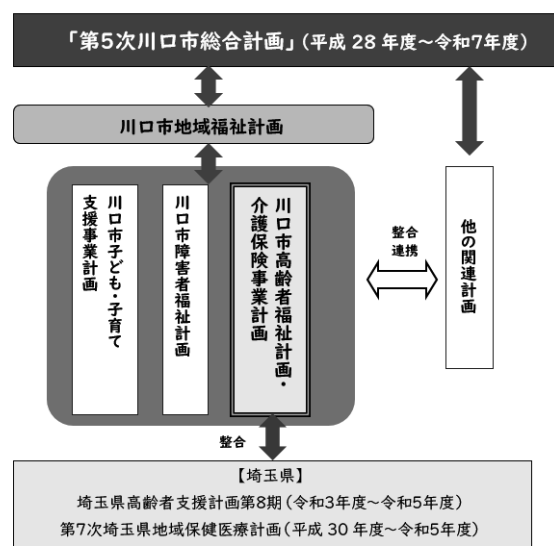 「第5次川口市総合計画」(平成 28 年度～令和7年度)
川口市地域福祉計画
川口市子ども・子育て
支援事業計画
川口市障害者福祉計画
川口市高齢者福祉計画・
介護保険事業計画
整合
連携
他の関連計画
整合
【埼玉県】
埼玉県高齢者支援計画第8期(令和3年度～令和5年度)
第7次埼玉県地域保健医療計画(平成 30 年度～令和5年度)